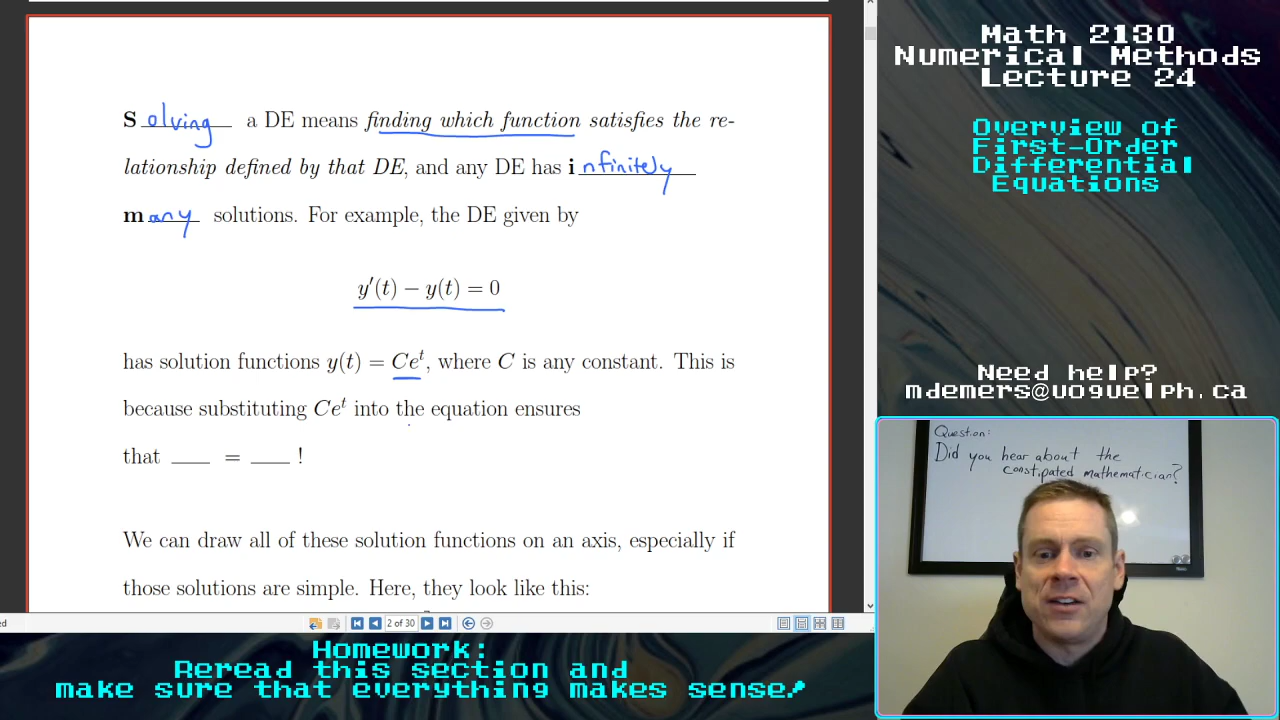 Solving a DE means finding which function satisfies the re-
lationship defined by that DE, and any DE has infinitely
many solutions. For example, the DE given by
y′(t) − y(t) = 0
has solution functions y(t) = Ce^t, where C is any constant. This is
because substituting Ce^t into the equation ensures
that ___ = ___ !
We can draw all of these solution functions on an axis, especially if
those solutions are simple. Here, they look like this:
2 of 30
Math 2130
Numerical Methods
Lecture 24
Overview of
First-Order
Differential
Equations
Need help?
mdemers@uoguelph.ca
Question:
Did you hear about the
constipated mathematician?
Homework:
Reread this section and
make sure that everything makes sense!